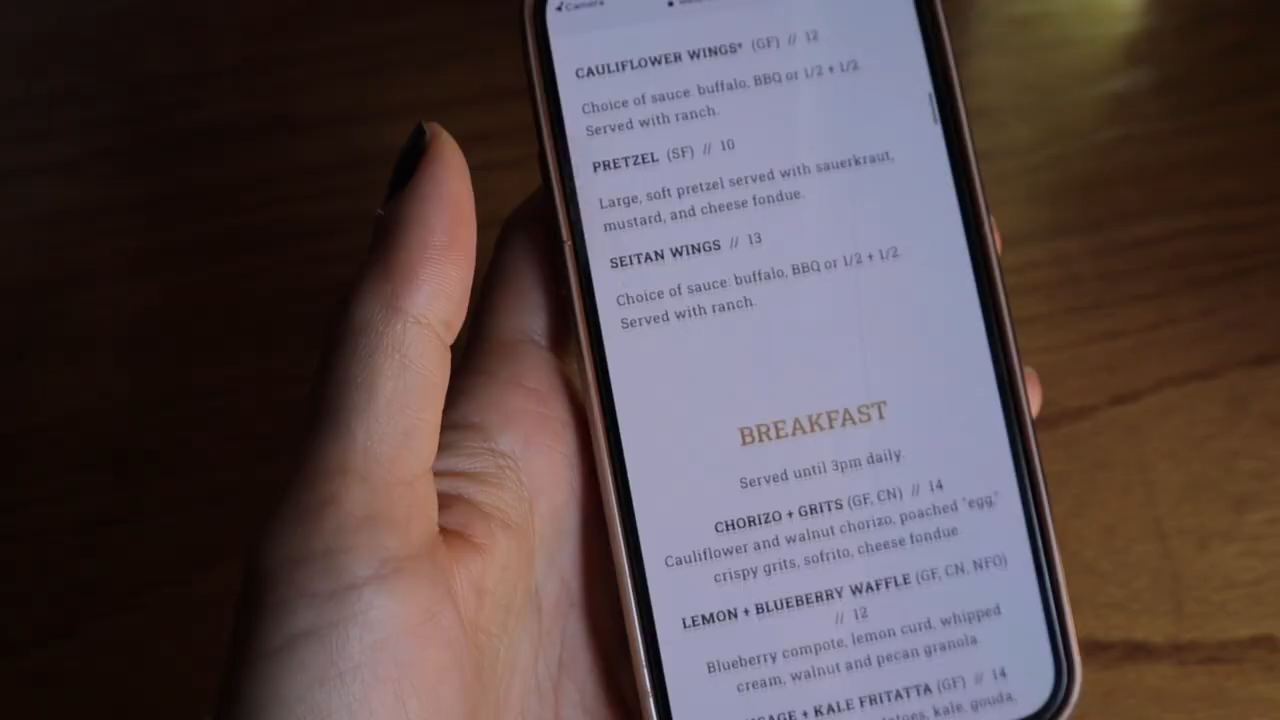 Camera
CAULIFLOWER WINGS* (GF) // 12
Choice of sauce: buffalo, BBQ or 1/2 + 1/2.
Served with ranch.
PRETZEL (SF) // 10
Large, soft pretzel served with sauerkraut,
mustard, and cheese fondue.
SEITAN WINGS // 13
Choice of sauce: buffalo, BBQ or 1/2 + 1/2.
Served with ranch.
BREAKFAST
Served until 3pm daily.
CHORIZO + GRITS (GF, CN) // 14
Cauliflower and walnut chorizo, poached "egg,"
crispy grits, sofrito, cheese fondue
LEMON + BLUEBERRY WAFFLE (GF, CN, NFO)
// 12
Blueberry compote, lemon curd, whipped
cream, walnut and pecan granola.
+ KALE FRITATTA (GF) // 14
kale, gouda,